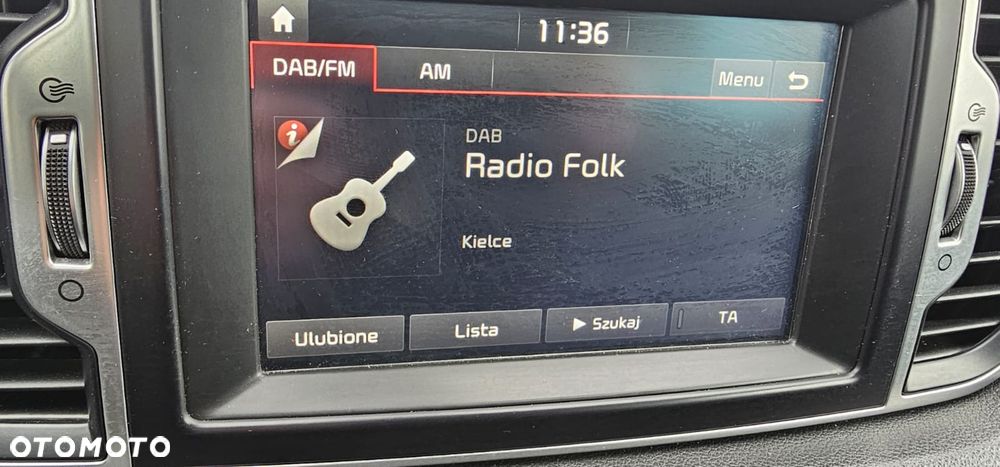 11:36
DAB/FM
AM
Menu
i
DAB
Radio Folk
Kielce
Ulubione
Lista
Szukaj
TA
OTOMOTO